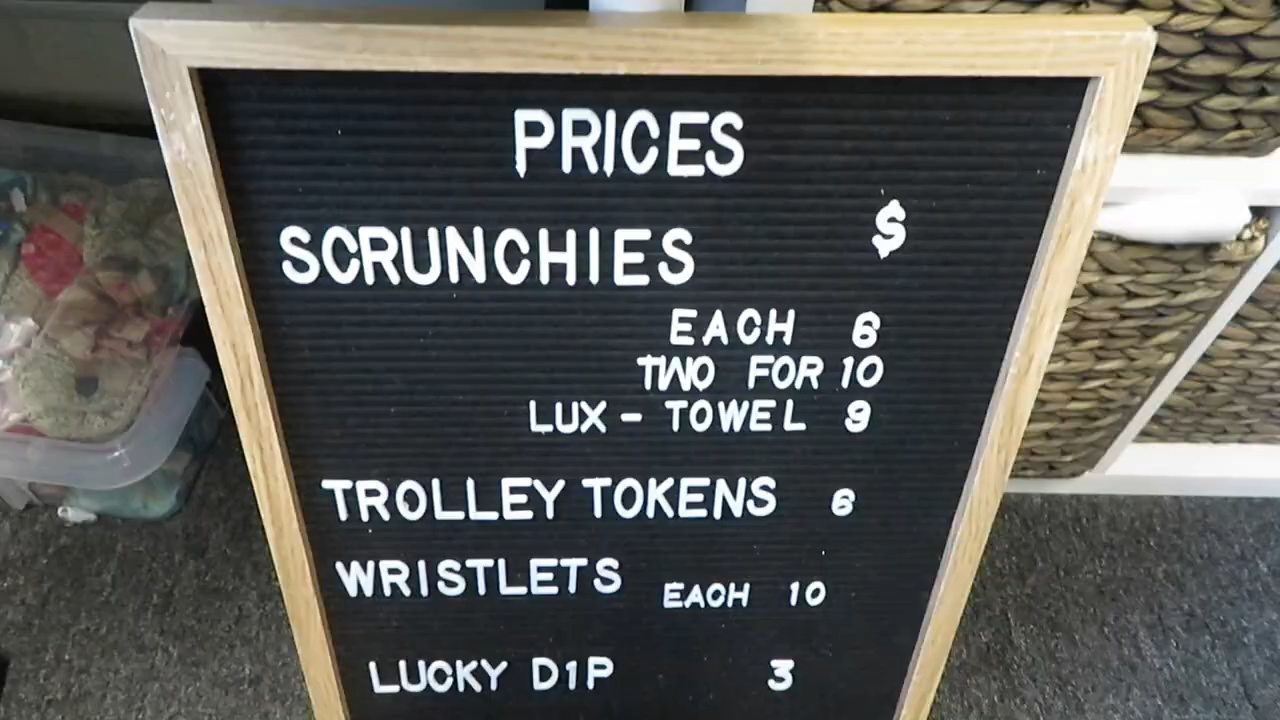 PRICES
SCRUNCHIES $
EACH 6
TWO FOR 10
LUX - TOWEL 9
TROLLEY TOKENS 6
WRISTLETS EACH 10
LUCKY D1P 3